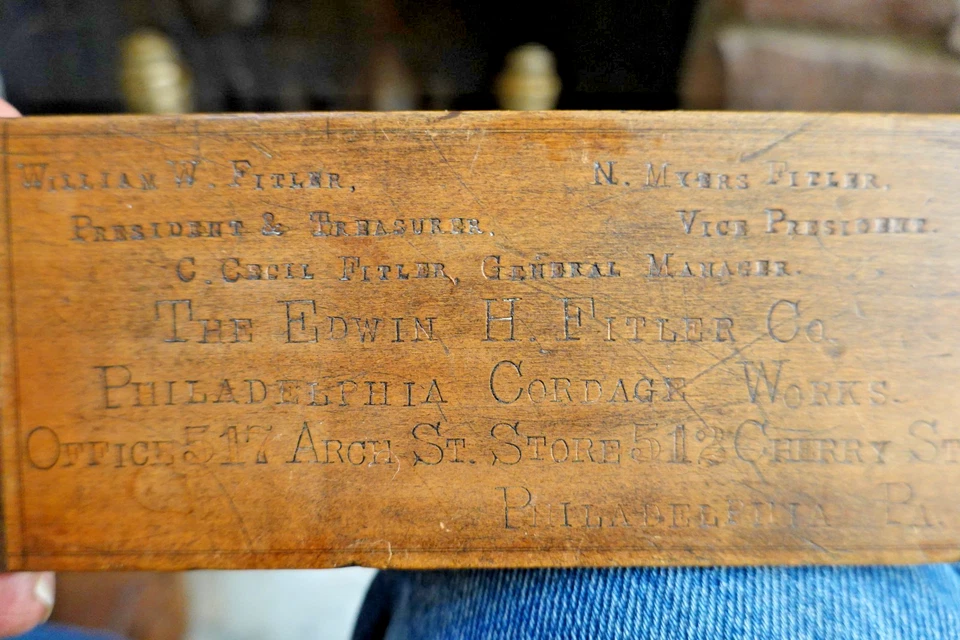 William W. Fitler, N. Myers Fitler,
President & Treasurer. Vice President.
C. Cecil Fitler, General Manager.
The Edwin H. Fitler Co.
Philadelphia Cordage Works.
Office 517 Arch St. Store 512 Cherry St
Philadelphia Pa.